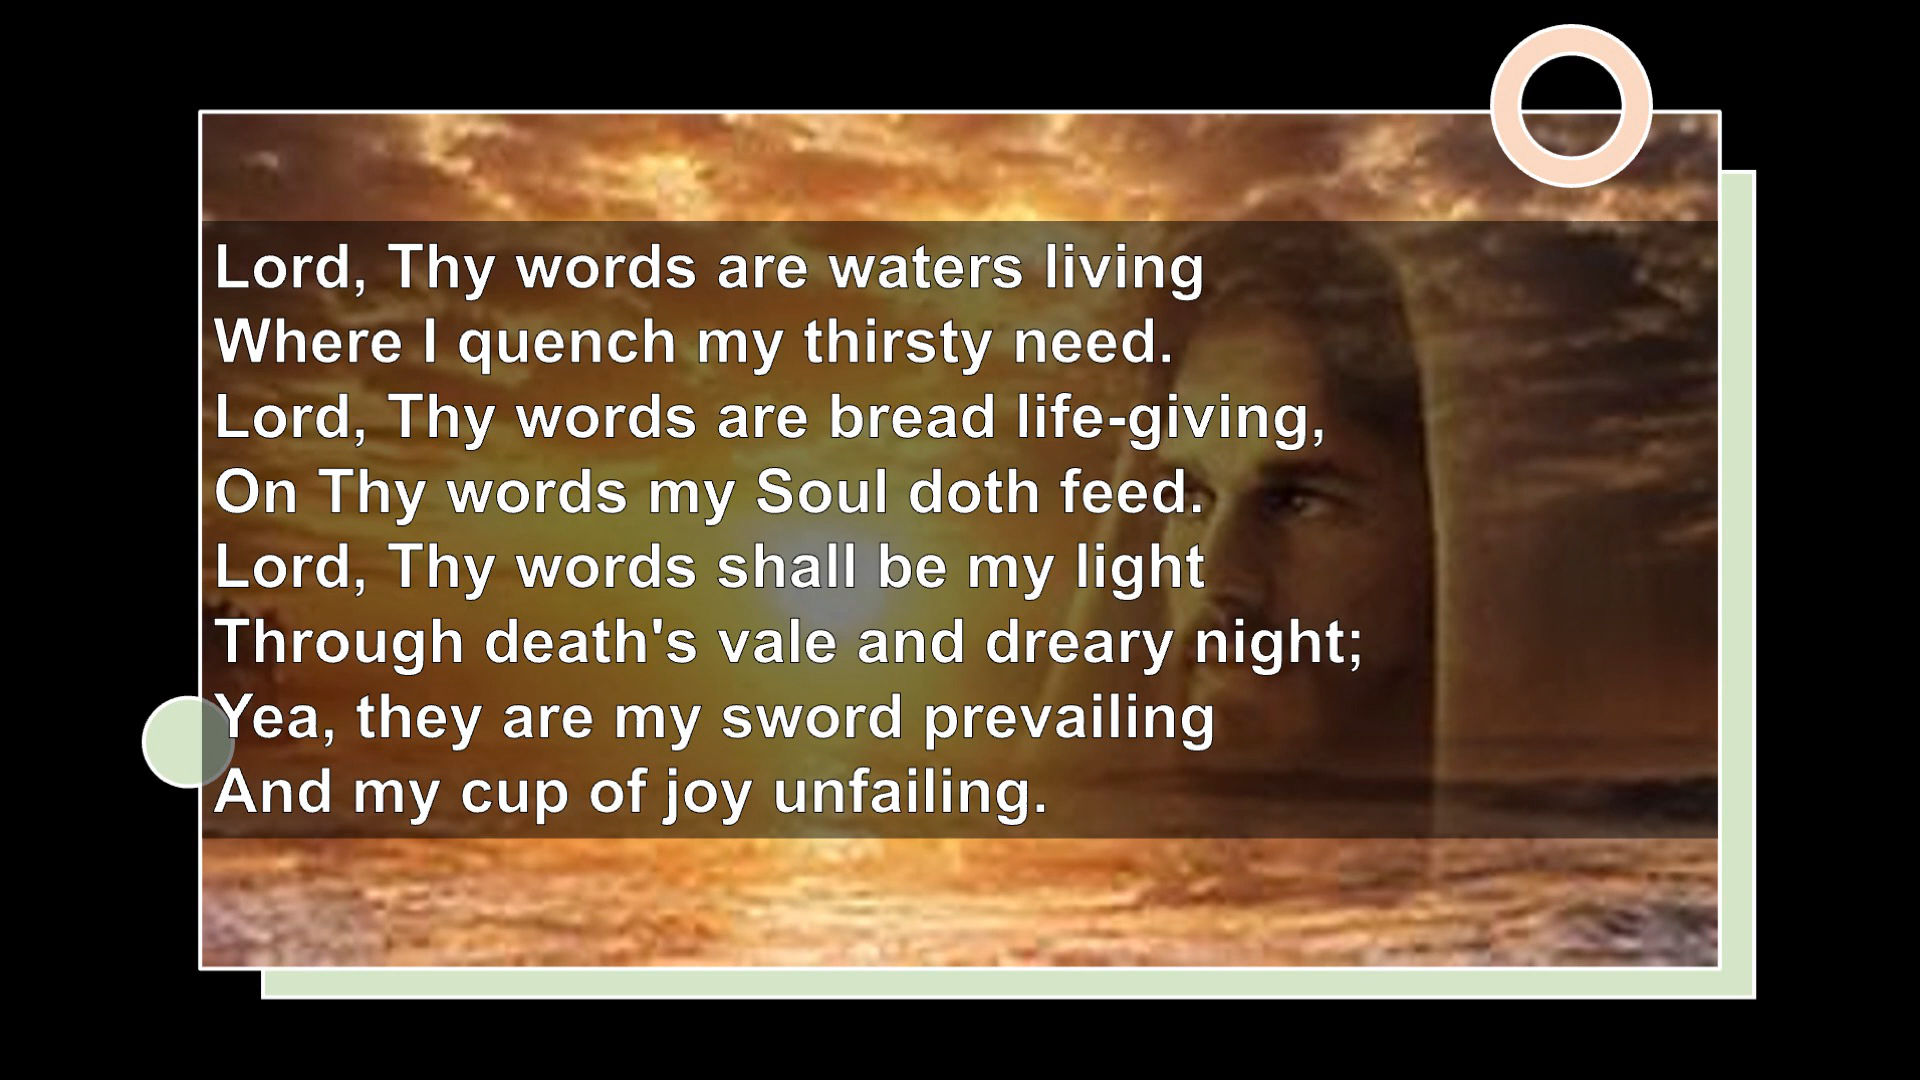 Lord, Thy words are waters living
Where I quench my thirsty need.
Lord, Thy words are bread life-giving,
On Thy words my Soul doth feed.
Lord, Thy words shall be my light
Through death's vale and dreary night;
Yea, they are my sword prevailing
And my cup of joy unfailing.